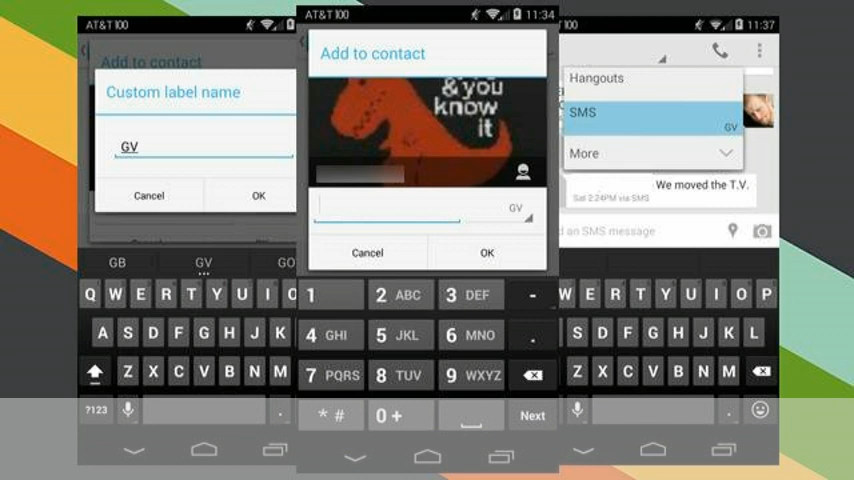 AT&T 100
Add to contact
Custom label name
GV
Cancel
OK
GB
GV
GO
Q W E R T Y U I O
A S D F G H J K
Z X C V B N M
?123
.
AT&T 100
11:34
Add to contact
& you
know
it
GV
Cancel
OK
1
2 ABC
3 DEF
-
4 GHI
5 JKL
6 MNO
.
7 PQRS
8 TUV
9 WXYZ
* #
0 +
Next
100
11:37
Hangouts
SMS
GV
More
We moved the T.V.
Sat 2:24PM via SMS
an SMS message
W E R T Y U I O P
S D F G H J K L
Z X C V B N M
.